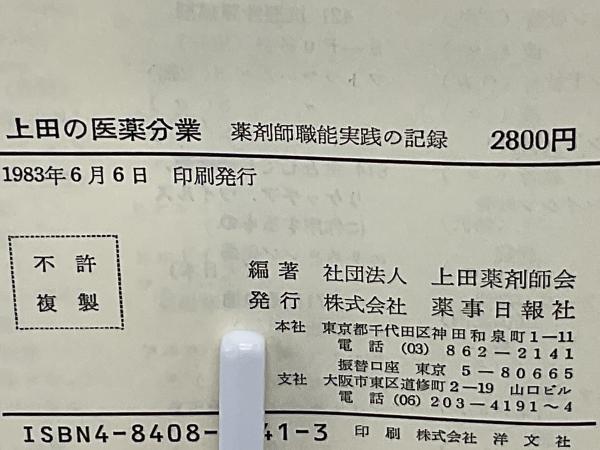 上田の医薬分業 薬剤師職能実践の記録 2800円
1983年6月6日 印刷発行
不許
複製
編著 社団法人 上田薬剤師会
発行 株式会社 薬事日報社
本社 東京都千代田区神田和泉町1−11
電話 (03) 862−2141
振替口座 東京 5−80665
支社 大阪市東区道修町2−19 山口ビル
電話 (06) 203−4191〜4
ISBN4-8408- 41-3 印刷 株式会社 洋文社